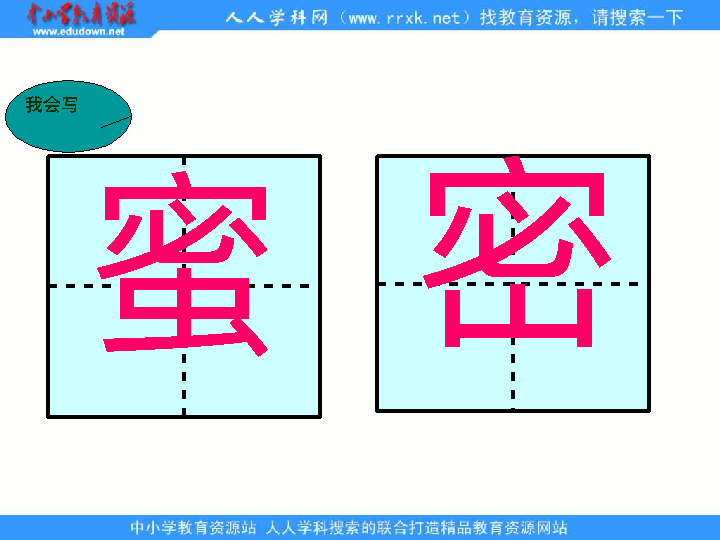 中小学教育资源
www.edudown.net
人人学科网（www.rrxk.net）找教育资源，请搜索一下
我会写
蜜 密
中小学教育资源站 人人学科搜索的联合打造精品教育资源网站